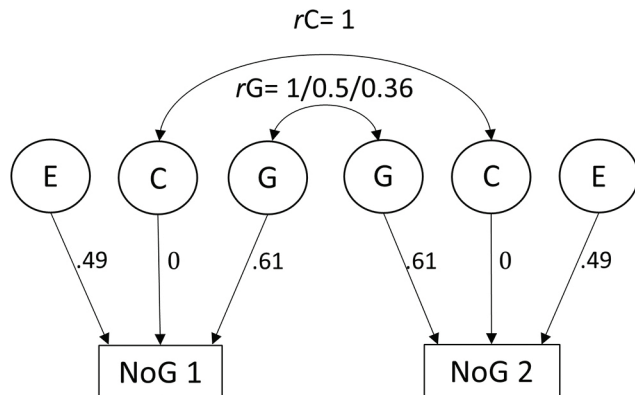 rC= 1
rG= 1/0.5/0.36
E C G G C E
.49 0 .61 .61 0 .49
NoG 1 NoG 2